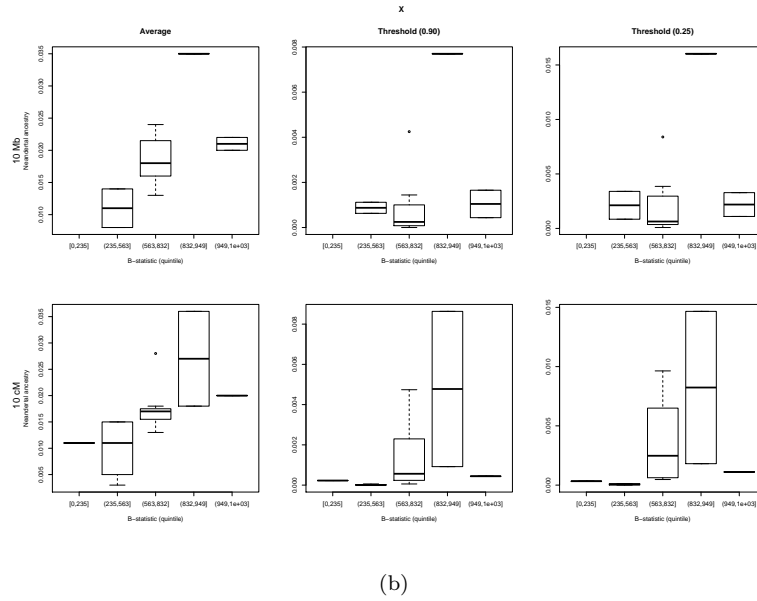 X
Average
Threshold (0.90)
Threshold (0.25)
10 Mb
Neandertal ancestry
0.010 0.015 0.020 0.025 0.030 0.035
[0,235] (235,563] (563,832] (832,949] (949,1e+03]
B−statistic (quintile)
0.000 0.002 0.004 0.006 0.008
[0,235] (235,563] (563,832] (832,949] (949,1e+03]
B−statistic (quintile)
0.000 0.005 0.010 0.015
[0,235] (235,563] (563,832] (832,949] (949,1e+03]
B−statistic (quintile)
10 cM
Neandertal ancestry
0.005 0.010 0.015 0.020 0.025 0.030 0.035
[0,235] (235,563] (563,832] (832,949] (949,1e+03]
B−statistic (quintile)
0.000 0.002 0.004 0.006 0.008
[0,235] (235,563] (563,832] (832,949] (949,1e+03]
B−statistic (quintile)
0.000 0.005 0.010 0.015
[0,235] (235,563] (563,832] (832,949] (949,1e+03]
B−statistic (quintile)
(b)